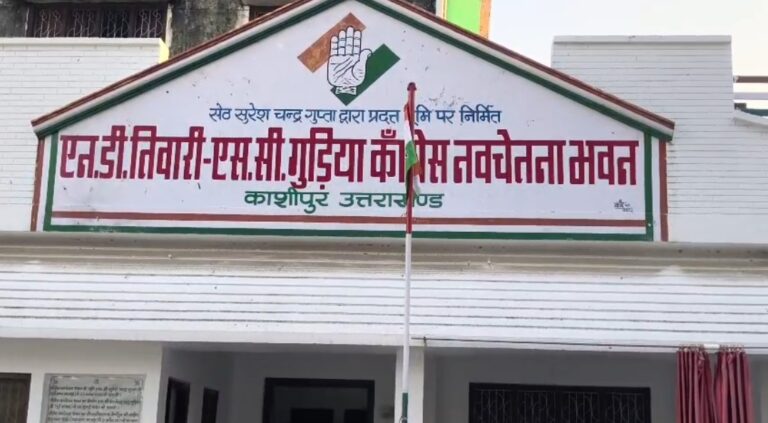 सेठ सुरेश चन्द्र गुप्ता द्वारा प्रदत्त भूमि पर निर्मित
एन.डी.तिवारी-एस.सी.गुड़िया काँग्रेस नवचेतना भवन
काशीपुर उत्तराखण्ड